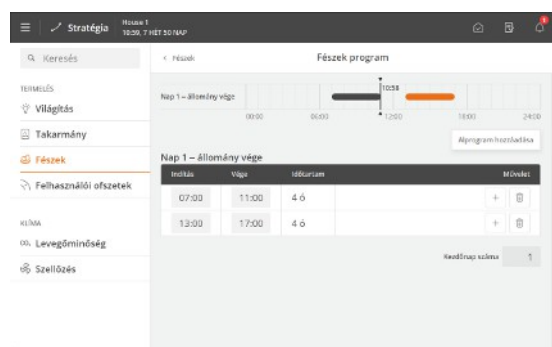 Stratégia
House 1
10:59, 7 HÉT 50 NAP
Keresés
Fészek
Fészek program
TERMELÉS
Világítás
Takarmány
Fészek
Felhasználói ofszetek
KLÍMA
Levegőminőség
Szellőzés
Nap 1 – állomány vége
10:58
00:00 06:00 12:00 18:00 24:00
Alprogram hozzáadása
Nap 1 – állomány vége
Indítás Vége Időtartam Művelet
07:00 11:00 4 ó +
13:00 17:00 4 ó +
Kezdőnap száma 1